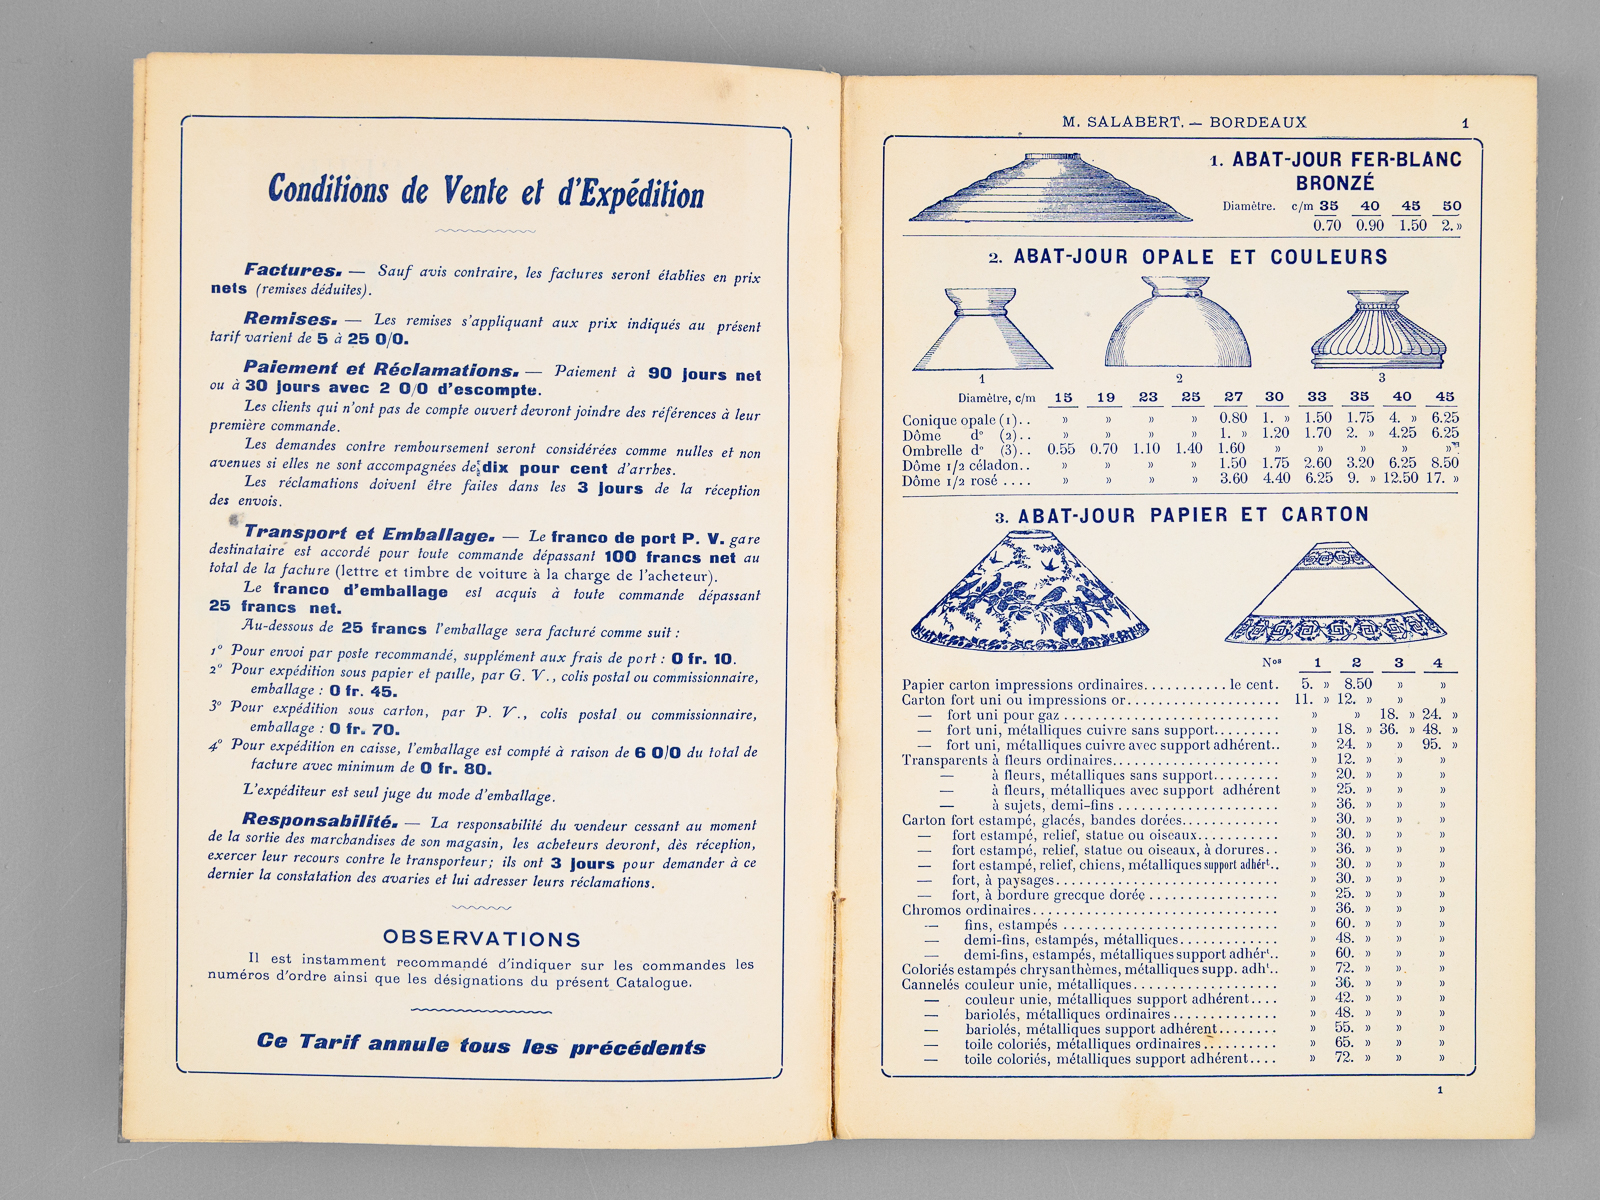 Conditions de Vente et d'Expédition
Factures. — Sauf avis contraire, les factures seront établies en prix
nets (remises déduites).
Remises. — Les remises s'appliquant aux prix indiqués au présent
tarif varient de 5 à 25 0/0.
Paiement et Réclamations. — Paiement à 90 jours net
ou à 30 jours avec 2 0/0 d'escompte.
Les clients qui n'ont pas de compte ouvert devront joindre des références à leur
première commande.
Les demandes contre remboursement seront considérées comme nulles et non
avenues si elles ne sont accompagnées de dix pour cent d'arrhes.
Les réclamations doivent être faites dans les 3 jours de la réception
des envois.
Transport et Emballage. — Le franco de port P. V. gare
destinataire est accordé pour toute commande dépassant 100 francs net au
total de la facture (lettre et timbre de voiture à la charge de l'acheteur).
Le franco d'emballage est acquis à toute commande dépassant
25 francs net.
Au-dessous de 25 francs l'emballage sera facturé comme suit :
1° Pour envoi par poste recommandé, supplément aux frais de port : 0 fr. 10.
2° Pour expédition sous papier et paille, par G. V., colis postal ou commissionnaire,
emballage : 0 fr. 45.
3° Pour expédition sous carton, par P. V., colis postal ou commissionnaire,
emballage : 0 fr. 70.
4° Pour expédition en caisse, l'emballage est compté à raison de 6 0/0 du total de
facture avec minimum de 0 fr. 80.
L'expéditeur est seul juge du mode d'emballage.
Responsabilité. — La responsabilité du vendeur cessant au moment
de la sortie des marchandises de son magasin, les acheteurs devront, dès réception,
exercer leur recours contre le transporteur; ils ont 3 jours pour demander à ce
dernier la constatation des avaries et lui adresser leurs réclamations.
OBSERVATIONS
Il est instamment recommandé d'indiquer sur les commandes les
numéros d'ordre ainsi que les désignations du présent Catalogue.
Ce Tarif annule tous les précédents
M. SALABERT. — BORDEAUX 1
1. ABAT-JOUR FER-BLANC
BRONZÉ
Diamètre. c/m 35 40 45 50
0.70 0.90 1.50 2. »
2. ABAT-JOUR OPALE ET COULEURS
1 2 3
Diamètre, c/m 15 19 23 25 27 30 33 35 40 45
Conique opale (1).. » » » » 0.80 1. » 1.50 1.75 4. » 6.25
Dôme d° (2).. » » » » 1. » 1.20 1.70 2. » 4.25 6.25
Ombrelle d° (3).. 0.55 0.70 1.10 1.40 1.60 » » » » »
Dôme 1/2 céladon.. » » » » 1.50 1.75 2.60 3.20 6.25 8.50
Dôme 1/2 rosé .... » » » » 3.60 4.40 6.25 9. » 12.50 17. »
3. ABAT-JOUR PAPIER ET CARTON
Nos 1 2 3 4
Papier carton impressions ordinaires........... le cent. 5. » 8.50 » »
Carton fort uni ou impressions or.................... 11. » 12. » » »
— fort uni pour gaz ............................ » » 18. » 24. »
— fort uni, métalliques cuivre sans support......... » 18. » 36. » 48. »
— fort uni, métalliques cuivre avec support adhérent.. » 24. » » 95. »
Transparents à fleurs ordinaires...................... » 12. » » »
— à fleurs, métalliques sans support......... » 20. » » »
— à fleurs, métalliques avec support adhérent » 25. » » »
— à sujets, demi-fins ..................... » 36. » » »
Carton fort estampé, glacés, bandes dorées............. » 30. » » »
— fort estampé, relief, statue ou oiseaux........... » 30. » » »
— fort estampé, relief, statue ou oiseaux, à dorures.. » 36. » » »
— fort estampé, relief, chiens, métalliques support adhért.. » 30. » » »
— fort, à paysages............................. » 30. » » »
— fort, à bordure grecque dorée ................. » 25. » » »
Chromos ordinaires................................ » 36. » » »
— fins, estampés ............................ » 60. » » »
— demi-fins, estampés, métalliques............. » 48. » » »
— demi-fins, estampés, métalliques support adhért.. » 60. » » »
Coloriés estampés chrysanthèmes, métalliques supp. adht.. » 72. » » »
Cannelés couleur unie, métalliques................... » 36. » » »
— couleur unie, métalliques support adhérent.... » 42. » » »
— bariolés, métalliques ordinaires.............. » 48. » » »
— bariolés, métalliques support adhérent........ » 55. » » »
— toile coloriés, métalliques ordinaires .......... » 65. » » »
— toile coloriés, métalliques support adhérent.... » 72. » » »
1